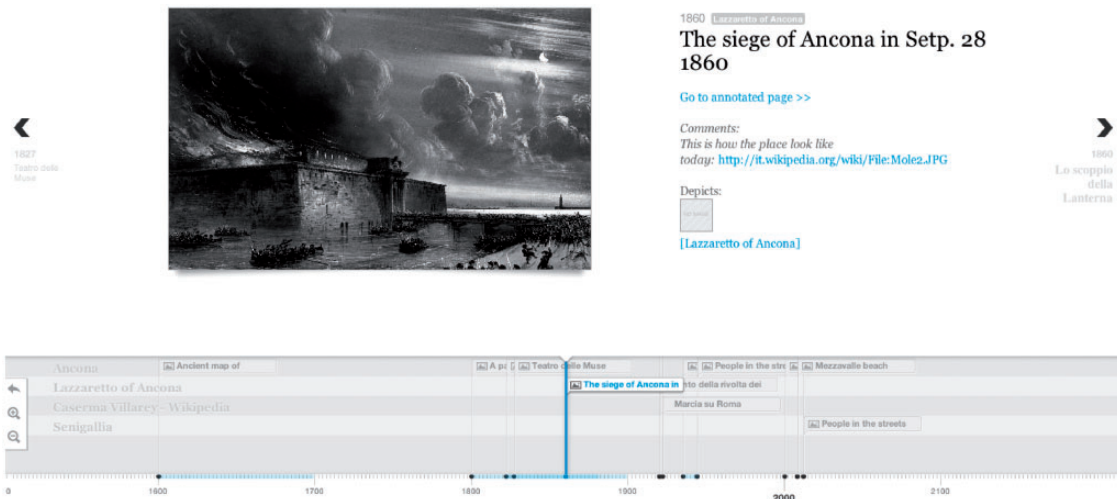 1860 Lazzaretto of Ancona
The siege of Ancona in Setp. 28
1860
Go to annotated page >>
Comments:
This is how the place look like
today: http://it.wikipedia.org/wiki/File:Mole2.JPG
Depicts:
[Lazzaretto of Ancona]
1827
Teatro delle
Muse
1860
Lo scoppio
della
Lanterna
Ancona
Ancient map of
A pa
Teatro delle Muse
People in the stre
Mezzavalle beach
Lazzaretto of Ancona
The siege of Ancona in
nto della rivolta dei
Caserma Villarey - Wikipedia
Marcia su Roma
Senigallia
People in the streets
0 1600 1700 1800 1900 2000 2100